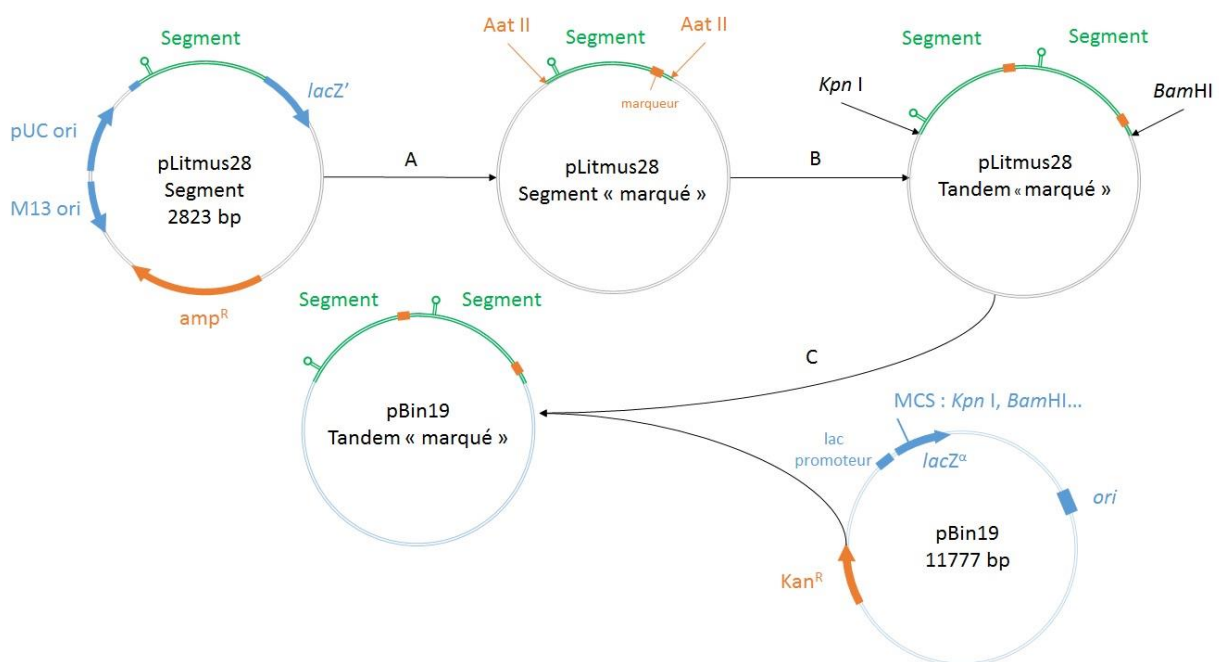 Segment
lacZ'
pUC ori
M13 ori
pLitmus28
Segment
2823 bp
ampᴿ
A
Aat II
Segment
Aat II
marqueur
pLitmus28
Segment « marqué »
B
Segment
Segment
Kpn I
BamHI
pLitmus28
Tandem « marqué »
Segment
Segment
pBin19
Tandem « marqué »
C
MCS : Kpn I, BamHI...
lac
promoteur
lacZᵅ
ori
pBin19
11777 bp
Kanᴿ